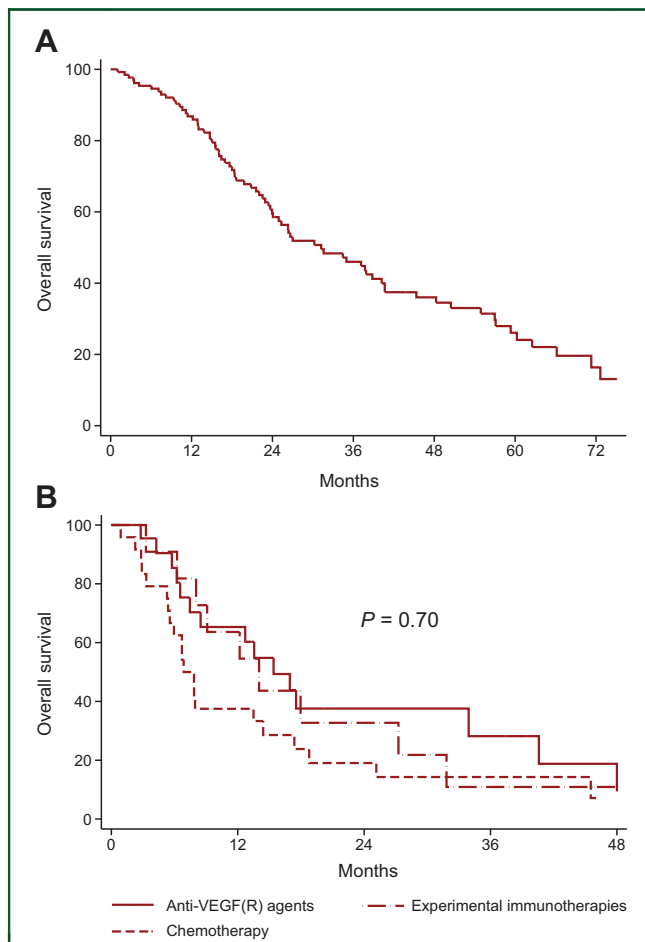 A
100
80
60
40
20
0
Overall survival
0 12 24 36 48 60 72
Months
B
100
80
60
40
20
0
Overall survival
P = 0.70
0 12 24 36 48
Months
Anti-VEGF(R) agents Experimental immunotherapies
Chemotherapy